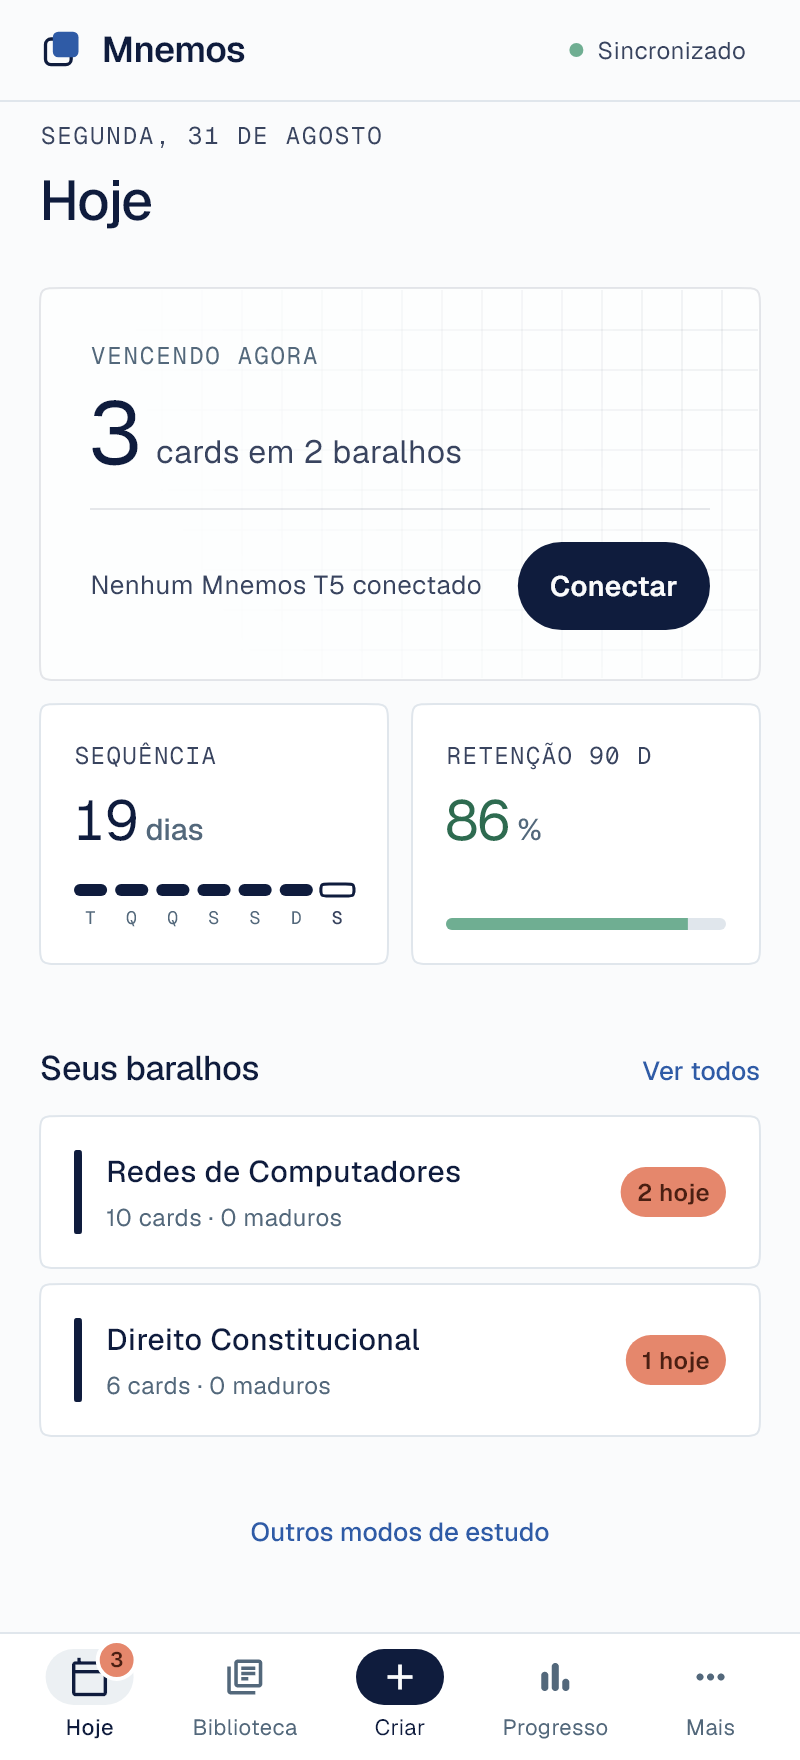 Mnemos
Sincronizado
SEGUNDA, 31 DE AGOSTO
Hoje
VENCENDO AGORA
3 cards em 2 baralhos
Nenhum Mnemos T5 conectado
Conectar
SEQUÊNCIA
19 dias
T Q Q S S D S
RETENÇÃO 90 D
86 %
Seus baralhos
Ver todos
Redes de Computadores
10 cards · 0 maduros
2 hoje
Direito Constitucional
6 cards · 0 maduros
1 hoje
Outros modos de estudo
3
Hoje
Biblioteca
Criar
Progresso
Mais